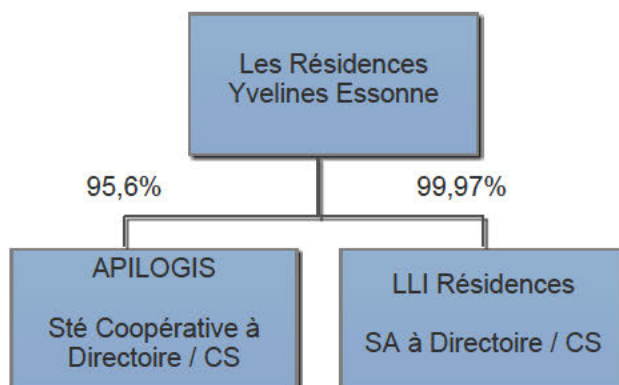 Les Résidences
Yvelines Essonne
95,6%
99,97%
APILOGIS
Sté Coopérative à
Directoire / CS
LLI Résidences
SA à Directoire / CS